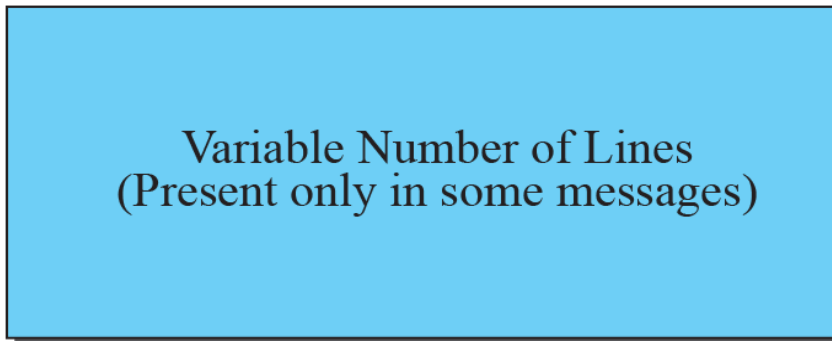 Variable Number of Lines
(Present only in some messages)